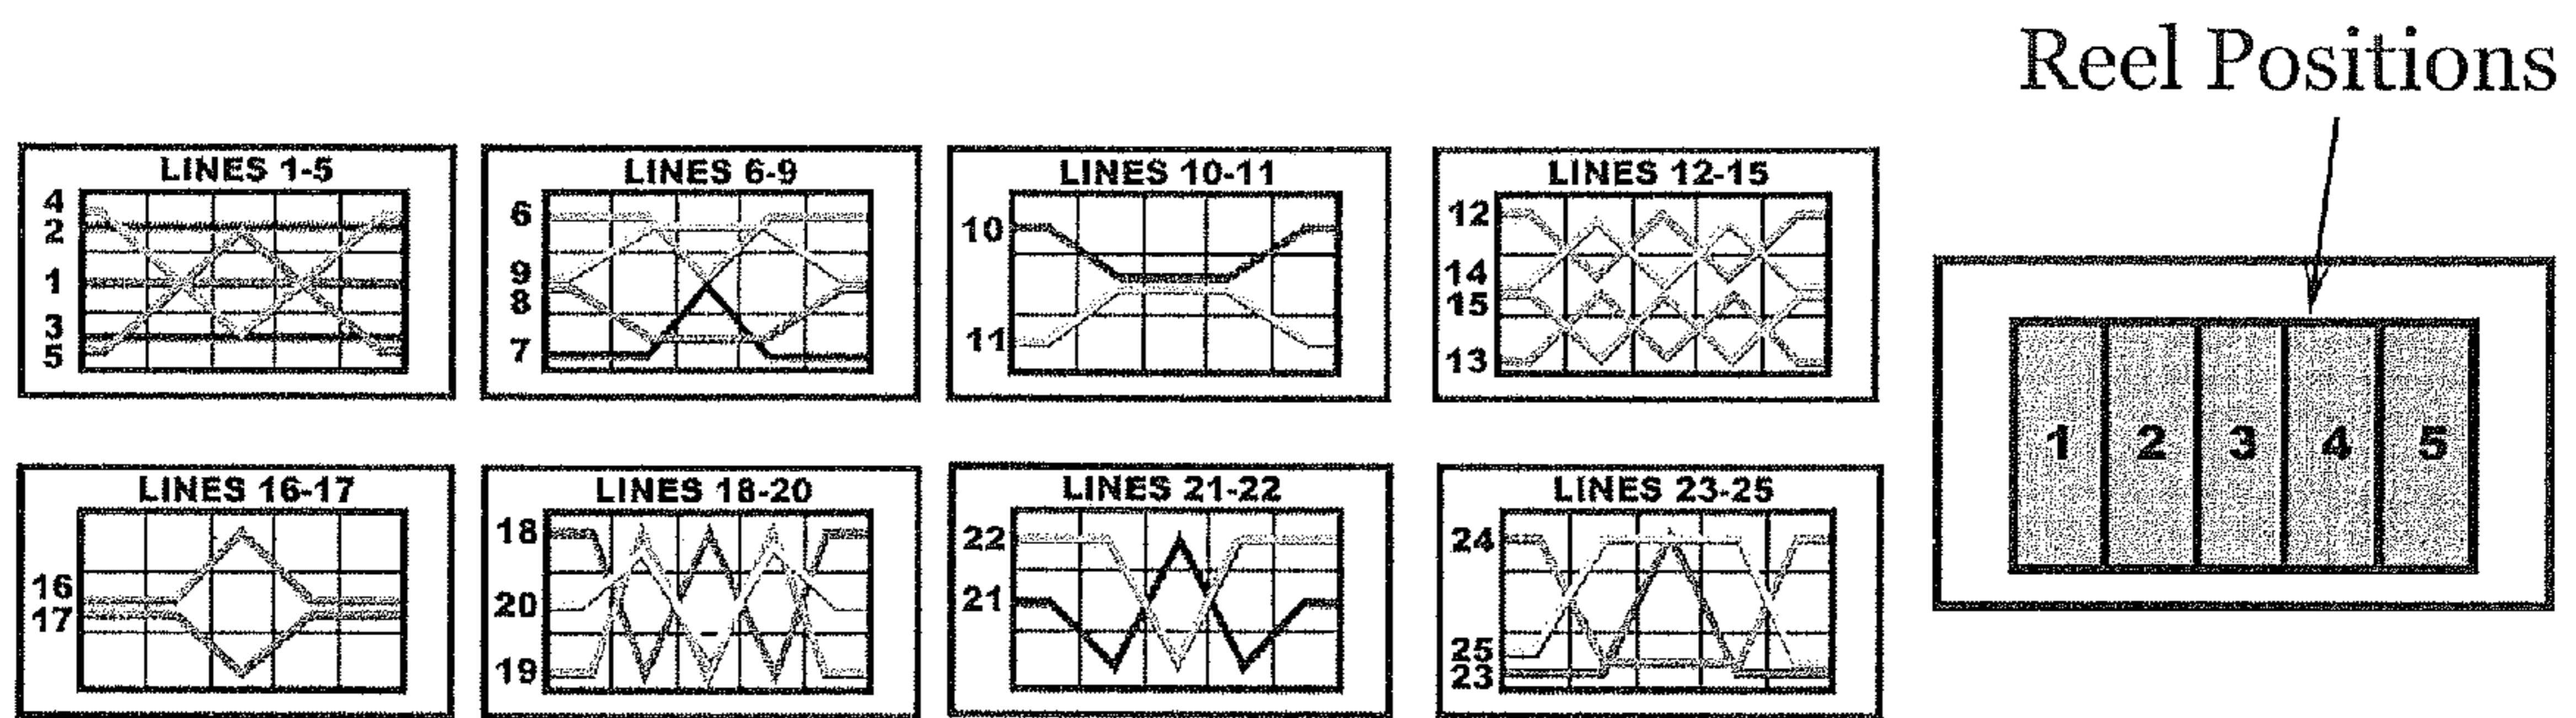 Reel Positions
LINES 1-5
4
2
1
3
5
LINES 6-9
6
9
8
7
LINES 10-11
10
11
LINES 12-15
12
14
15
13
1 2 3 4 5
LINES 16-17
16
17
LINES 18-20
18
20
19
LINES 21-22
22
21
LINES 23-25
24
25
23